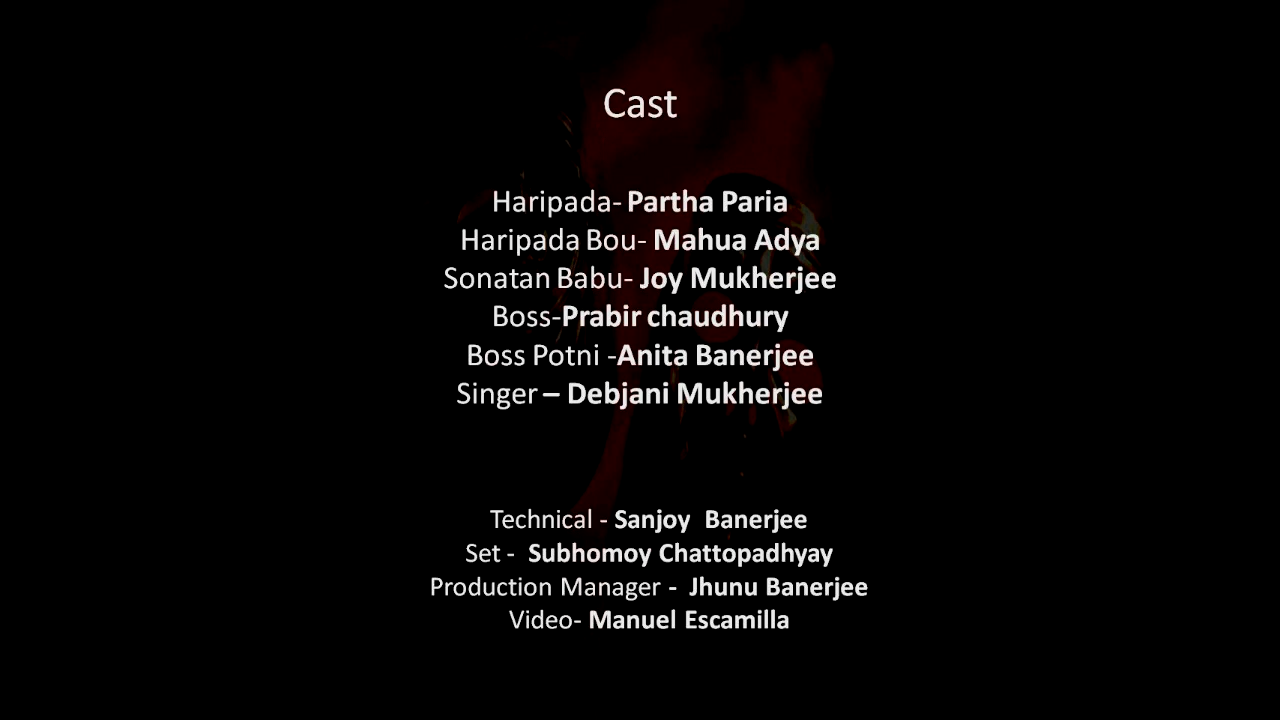 Cast
Haripada- Partha Paria
Haripada Bou- Mahua Adya
Sonatan Babu- Joy Mukherjee
Boss-Prabir chaudhury
Boss Potni -Anita Banerjee
Singer – Debjani Mukherjee
Technical - Sanjoy  Banerjee
Set -  Subhomoy Chattopadhyay
Production Manager -  Jhunu Banerjee
Video- Manuel Escamilla